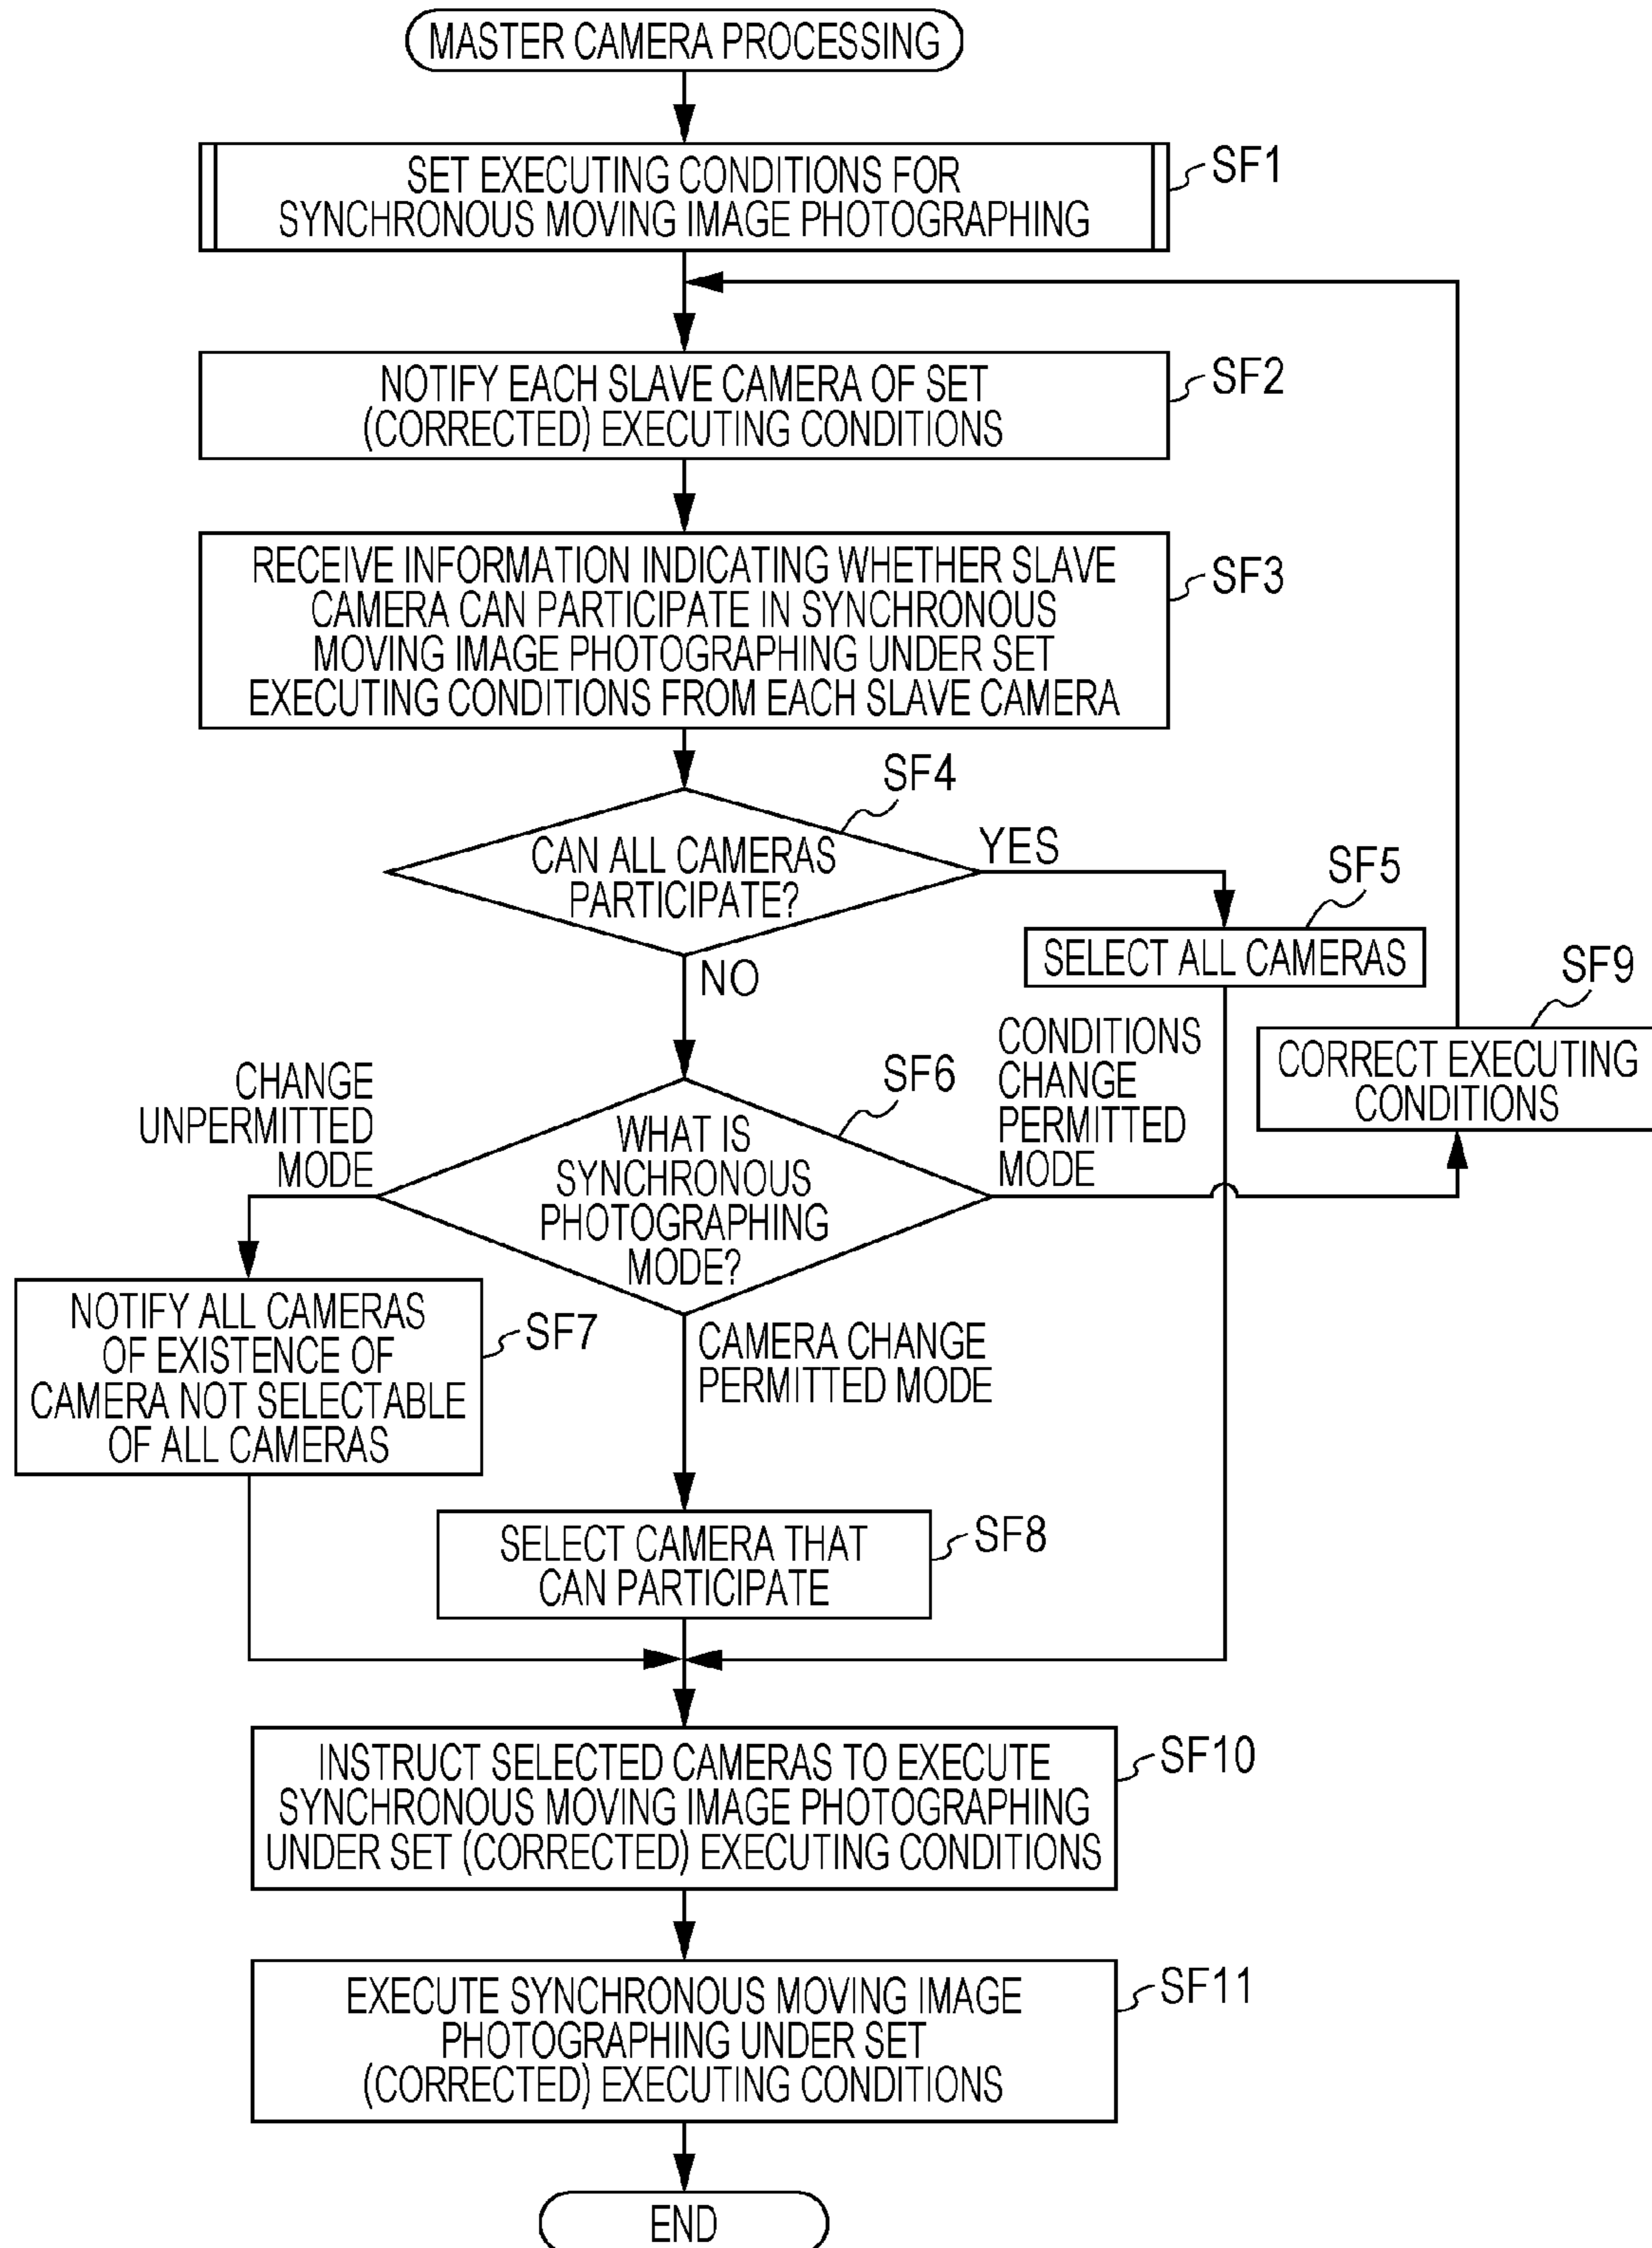 MASTER CAMERA PROCESSING
SET EXECUTING CONDITIONS FOR
SYNCHRONOUS MOVING IMAGE PHOTOGRAPHING
SF1
NOTIFY EACH SLAVE CAMERA OF SET
(CORRECTED) EXECUTING CONDITIONS
SF2
RECEIVE INFORMATION INDICATING WHETHER SLAVE
CAMERA CAN PARTICIPATE IN SYNCHRONOUS
MOVING IMAGE PHOTOGRAPHING UNDER SET
EXECUTING CONDITIONS FROM EACH SLAVE CAMERA
SF3
SF4
CAN ALL CAMERAS
PARTICIPATE?
YES
NO
SF5
SELECT ALL CAMERAS
SF9
CORRECT EXECUTING
CONDITIONS
CHANGE
UNPERMITTED
MODE
SF6
WHAT IS
SYNCHRONOUS
PHOTOGRAPHING
MODE?
CONDITIONS
CHANGE
PERMITTED
MODE
NOTIFY ALL CAMERAS
OF EXISTENCE OF
CAMERA NOT SELECTABLE
OF ALL CAMERAS
SF7
CAMERA CHANGE
PERMITTED MODE
SELECT CAMERA THAT
CAN PARTICIPATE
SF8
INSTRUCT SELECTED CAMERAS TO EXECUTE
SYNCHRONOUS MOVING IMAGE PHOTOGRAPHING
UNDER SET (CORRECTED) EXECUTING CONDITIONS
SF10
EXECUTE SYNCHRONOUS MOVING IMAGE
PHOTOGRAPHING UNDER SET
(CORRECTED) EXECUTING CONDITIONS
SF11
END